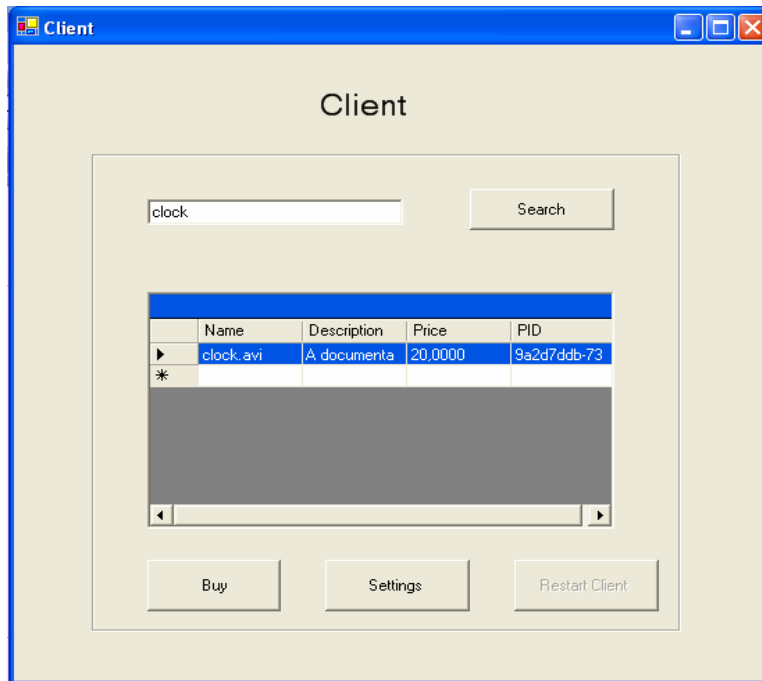 Client
Client
clock
Search
Name Description Price PID
clock.avi A documenta 20,0000 9a2d7ddb-73
Buy Settings Restart Client